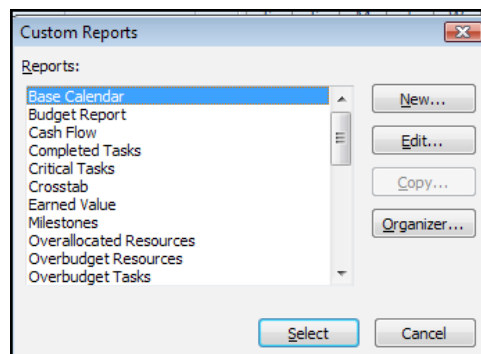 Custom Reports
Reports:
Base Calendar
Budget Report
Cash Flow
Completed Tasks
Critical Tasks
Crosstab
Earned Value
Milestones
Overallocated Resources
Overbudget Resources
Overbudget Tasks
New...
Edit...
Copy...
Organizer...
Select
Cancel